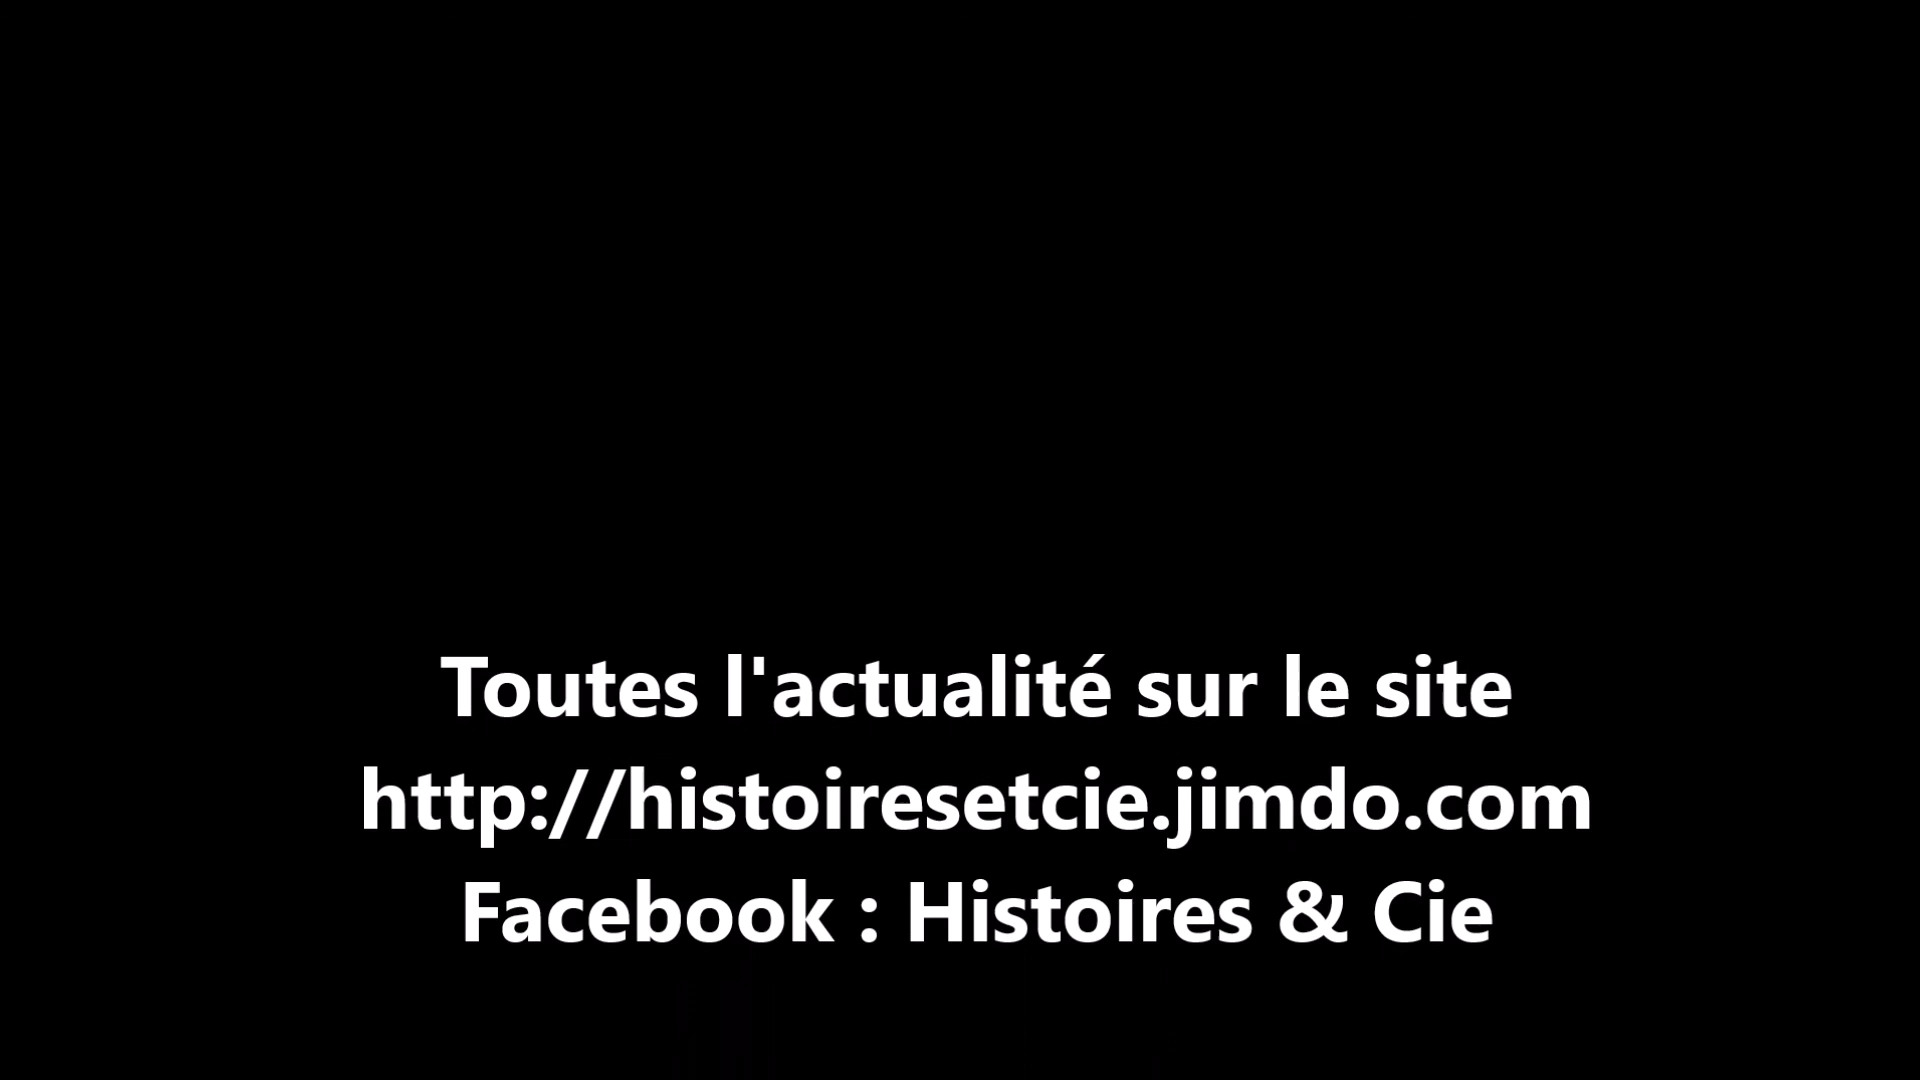 Toutes l'actualité sur le site
http://histoiresetcie.jimdo.com
Facebook : Histoires & Cie